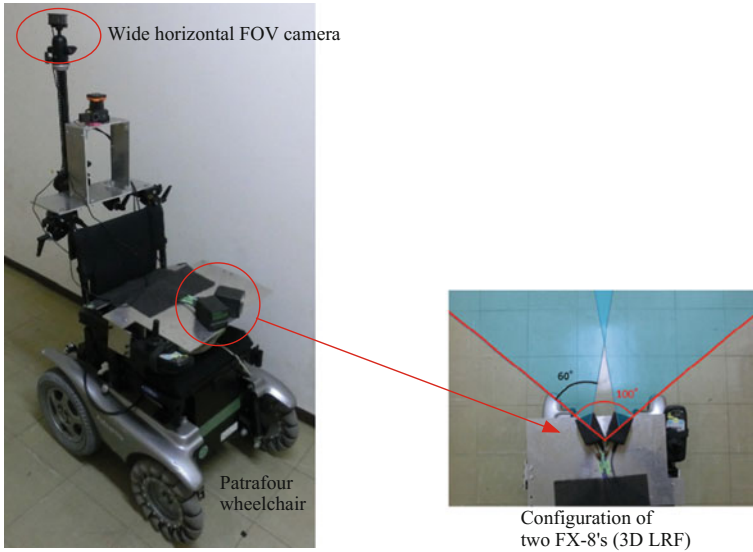 Wide horizontal FOV camera
60°
100°
Patrafour
wheelchair
Configuration of
two FX-8's (3D LRF)